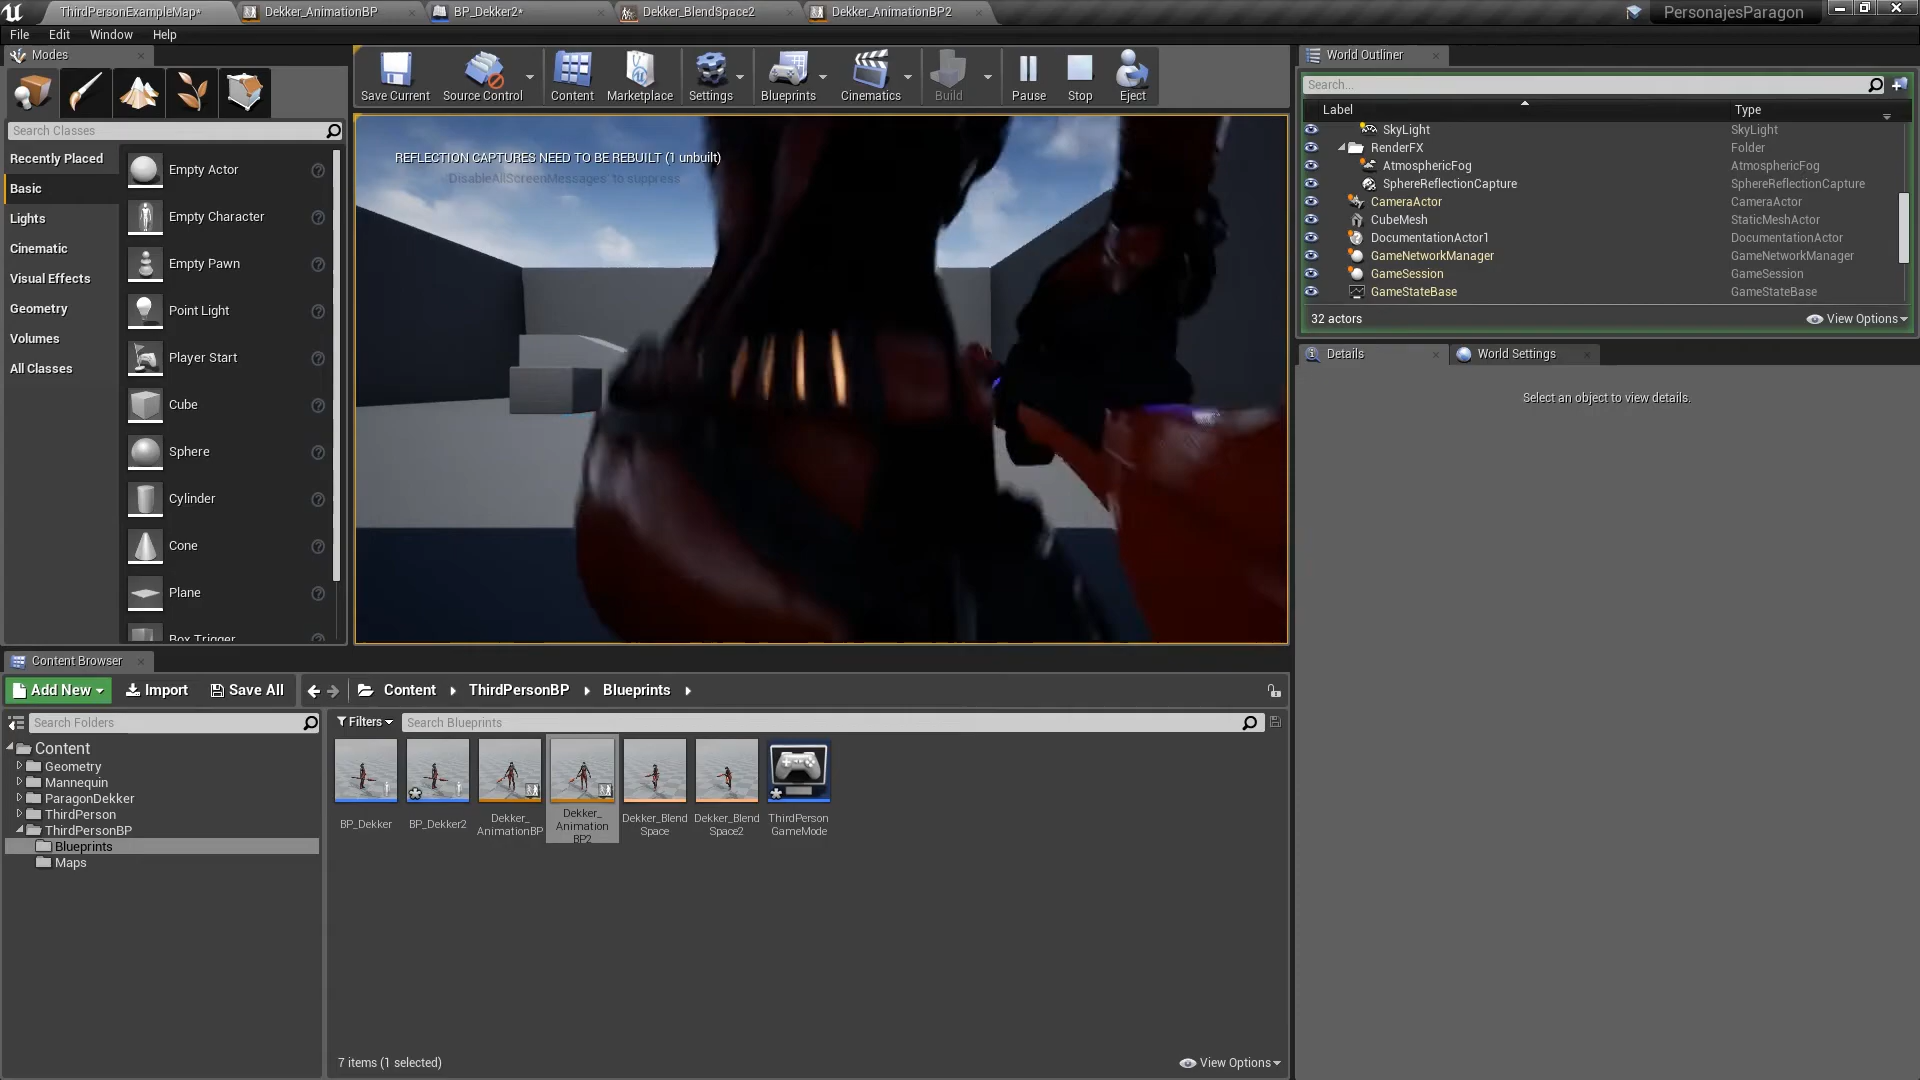 ThirdPersonExampleMap*
Dekker_AnimationBP
BP_Dekker2*
Dekker_BlendSpace2
Dekker_AnimationBP2
PersonajesParagon
File Edit Window Help
Modes
Search Classes
Recently Placed
Basic
Lights
Cinematic
Visual Effects
Geometry
Volumes
All Classes
Empty Actor
Empty Character
Empty Pawn
Point Light
Player Start
Cube
Sphere
Cylinder
Cone
Plane
Box Trigger
Save Current
Source Control
Content
Marketplace
Settings
Blueprints
Cinematics
Build
Pause
Stop
Eject
REFLECTION CAPTURES NEED TO BE REBUILT (1 unbuilt)
'DisableAllScreenMessages' to suppress
World Outliner
Search...
Label Type
SkyLight SkyLight
RenderFX Folder
AtmosphericFog AtmosphericFog
SphereReflectionCapture SphereReflectionCapture
CameraActor CameraActor
CubeMesh StaticMeshActor
DocumentationActor1 DocumentationActor
GameNetworkManager GameNetworkManager
GameSession GameSession
GameStateBase GameStateBase
32 actors
View Options
Details
World Settings
Select an object to view details.
Content Browser
Add New
Import
Save All
Content
ThirdPersonBP
Blueprints
Search Folders
Filters
Search Blueprints
Content
Geometry
Mannequin
ParagonDekker
ThirdPerson
ThirdPersonBP
Blueprints
Maps
BP_Dekker
BP_Dekker2
Dekker_
AnimationBP
Dekker_
Animation
BP2
Dekker_Blend
Space
Dekker_Blend
Space2
ThirdPerson
GameMode
7 items (1 selected)
View Options